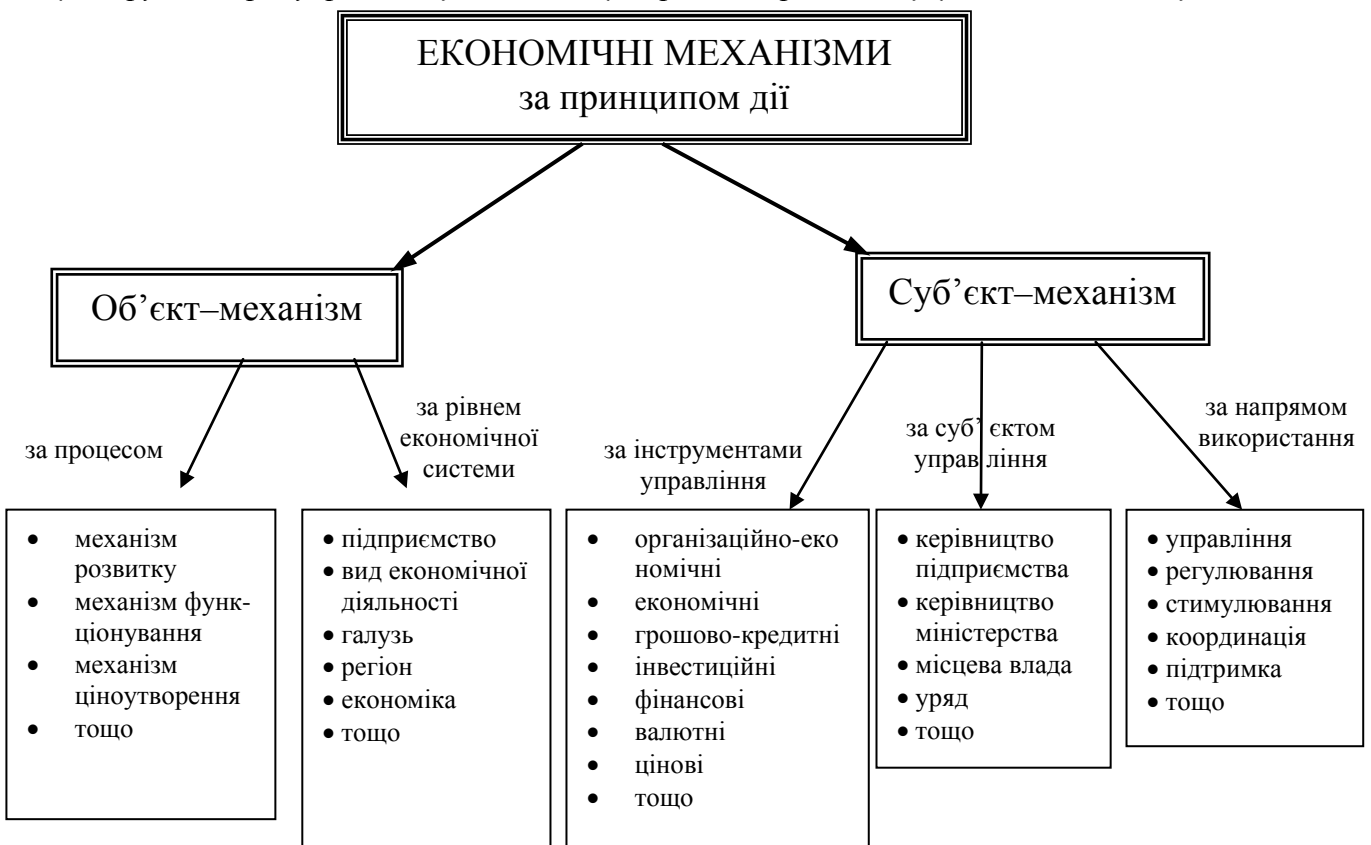 ЕКОНОМІЧНІ МЕХАНІЗМИ
за принципом дії
Об’єкт–механізм
Суб’єкт–механізм
за процесом
за рівнем
економічної
системи
за інструментами
управління
за суб’ єктом
управ ління
за напрямом
використання
• механізм
розвитку
• механізм функ-
ціонування
• механізм
ціноутворення
• тощо
• підприємство
• вид економічної
діяльності
• галузь
• регіон
• економіка
• тощо
• організаційно-еко
номічні
• економічні
• грошово-кредитні
• інвестиційні
• фінансові
• валютні
• цінові
• тощо
• керівництво
підприємства
• керівництво
міністерства
• місцева влада
• уряд
• тощо
• управління
• регулювання
• стимулювання
• координація
• підтримка
• тощо